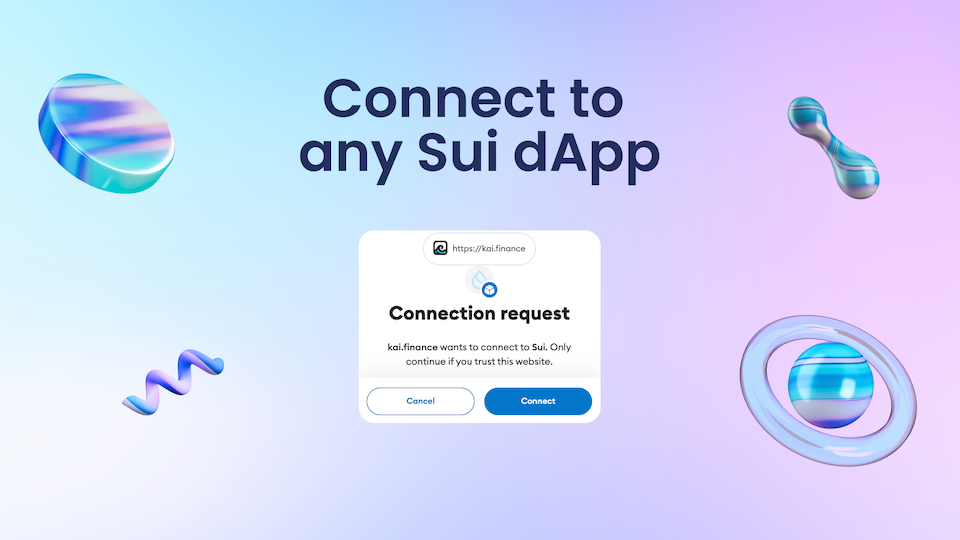 Connect to
any Sui dApp
https://kai.finance
Connection request
kai.finance wants to connect to Sui. Only
continue if you trust this website.
Cancel
Connect